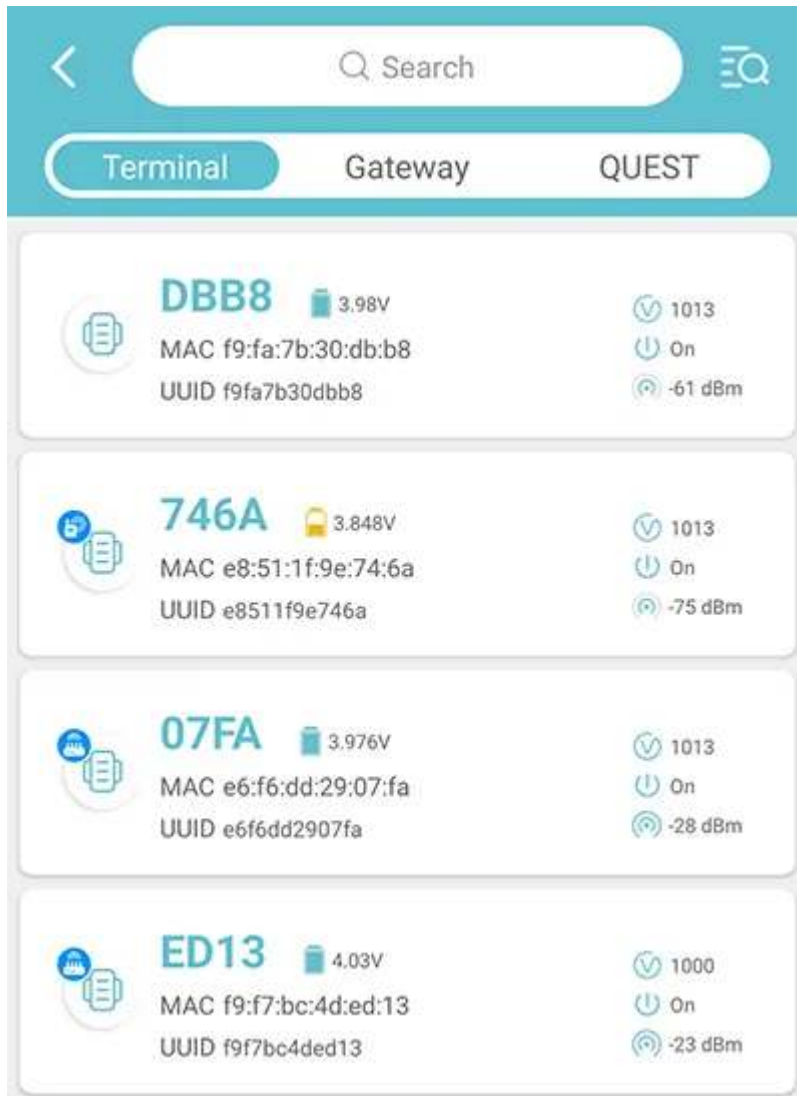 Search
Terminal Gateway QUEST
DBB8 3.98V 1013
MAC f9:fa:7b:30:db:b8 On
UUID f9fa7b30dbb8 -61 dBm
746A 3.848V 1013
MAC e8:51:1f:9e:74:6a On
UUID e8511f9e746a -75 dBm
07FA 3.976V 1013
MAC e6:f6:dd:29:07:fa On
UUID e6f6dd2907fa -28 dBm
ED13 4.03V 1000
MAC f9:f7:bc:4d:ed:13 On
UUID f9f7bc4ded13 -23 dBm